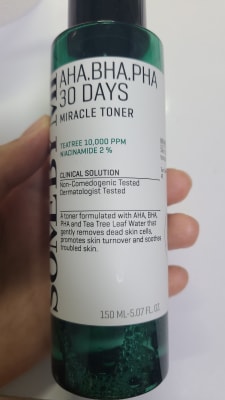 SOME BY MI
AHA.BHA.PHA
30 DAYS
MIRACLE TONER
TEATREE 10,000 PPM
NIACINAMIDE 2 %
CLINICAL SOLUTION
Non-Comedogenic Tested
Dermatologist Tested
A toner formulated with AHA, BHA,
PHA and Tea Tree Leaf Water that
gently removes dead skin cells,
promotes skin turnover and soothes
troubled skin.
150 ML-5.07 FL. OZ.